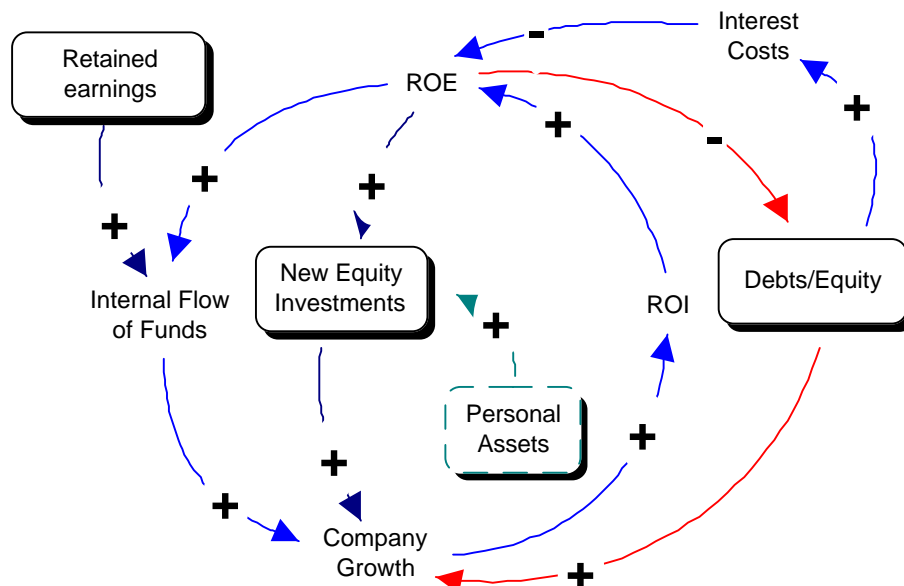 Interest
Costs
Retained
earnings
-
ROE
+
+
-
+
+
+
New Equity
Investments
Debts/Equity
Internal Flow
of Funds
ROI
+
Personal
Assets
+
+
+
Company
Growth
+